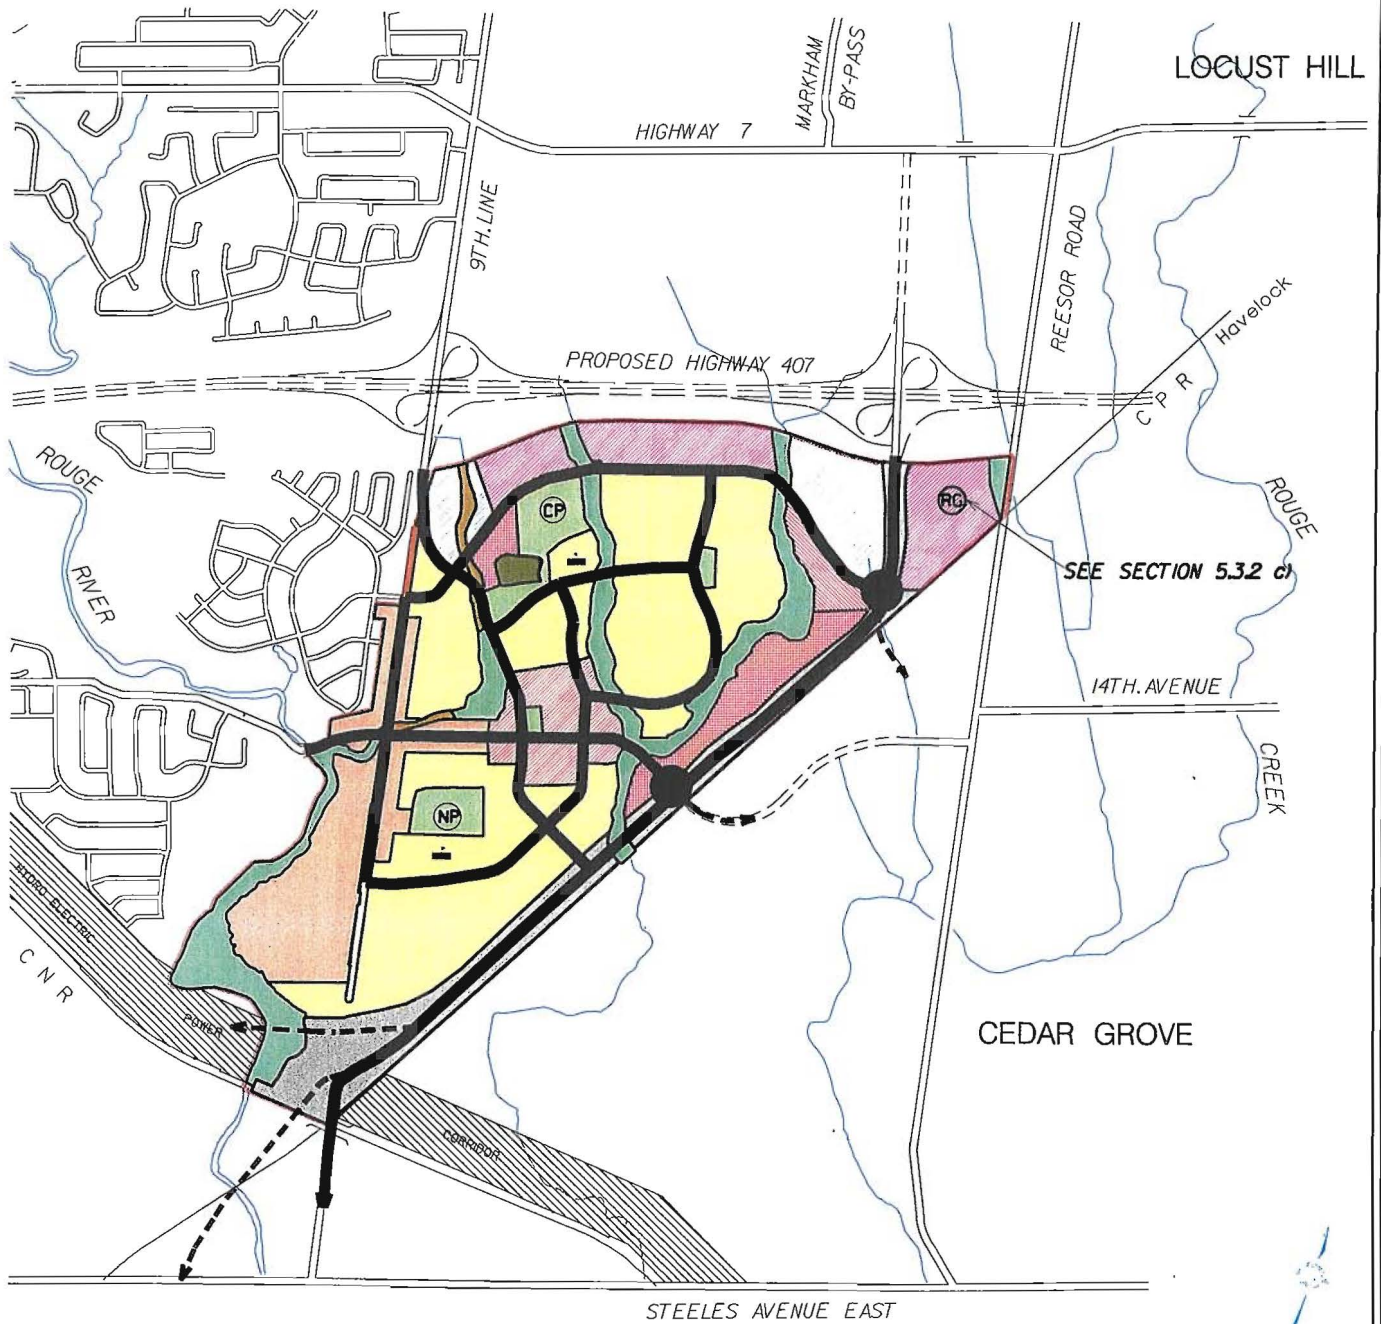 LOCUST HILL
MARKHAM
BY-PASS
HIGHWAY 7
9TH. LINE
REESOR ROAD
Havelock
PROPOSED HIGHWAY 407
C P R
ROUGE
RIVER
CP
RC
ROUGE
CREEK
SEE SECTION 5.3.2 c)
14TH. AVENUE
NP
HYDRO ELECTRIC
C N R
POWER
CEDAR GROVE
CORRIDOR
STEELES AVENUE EAST